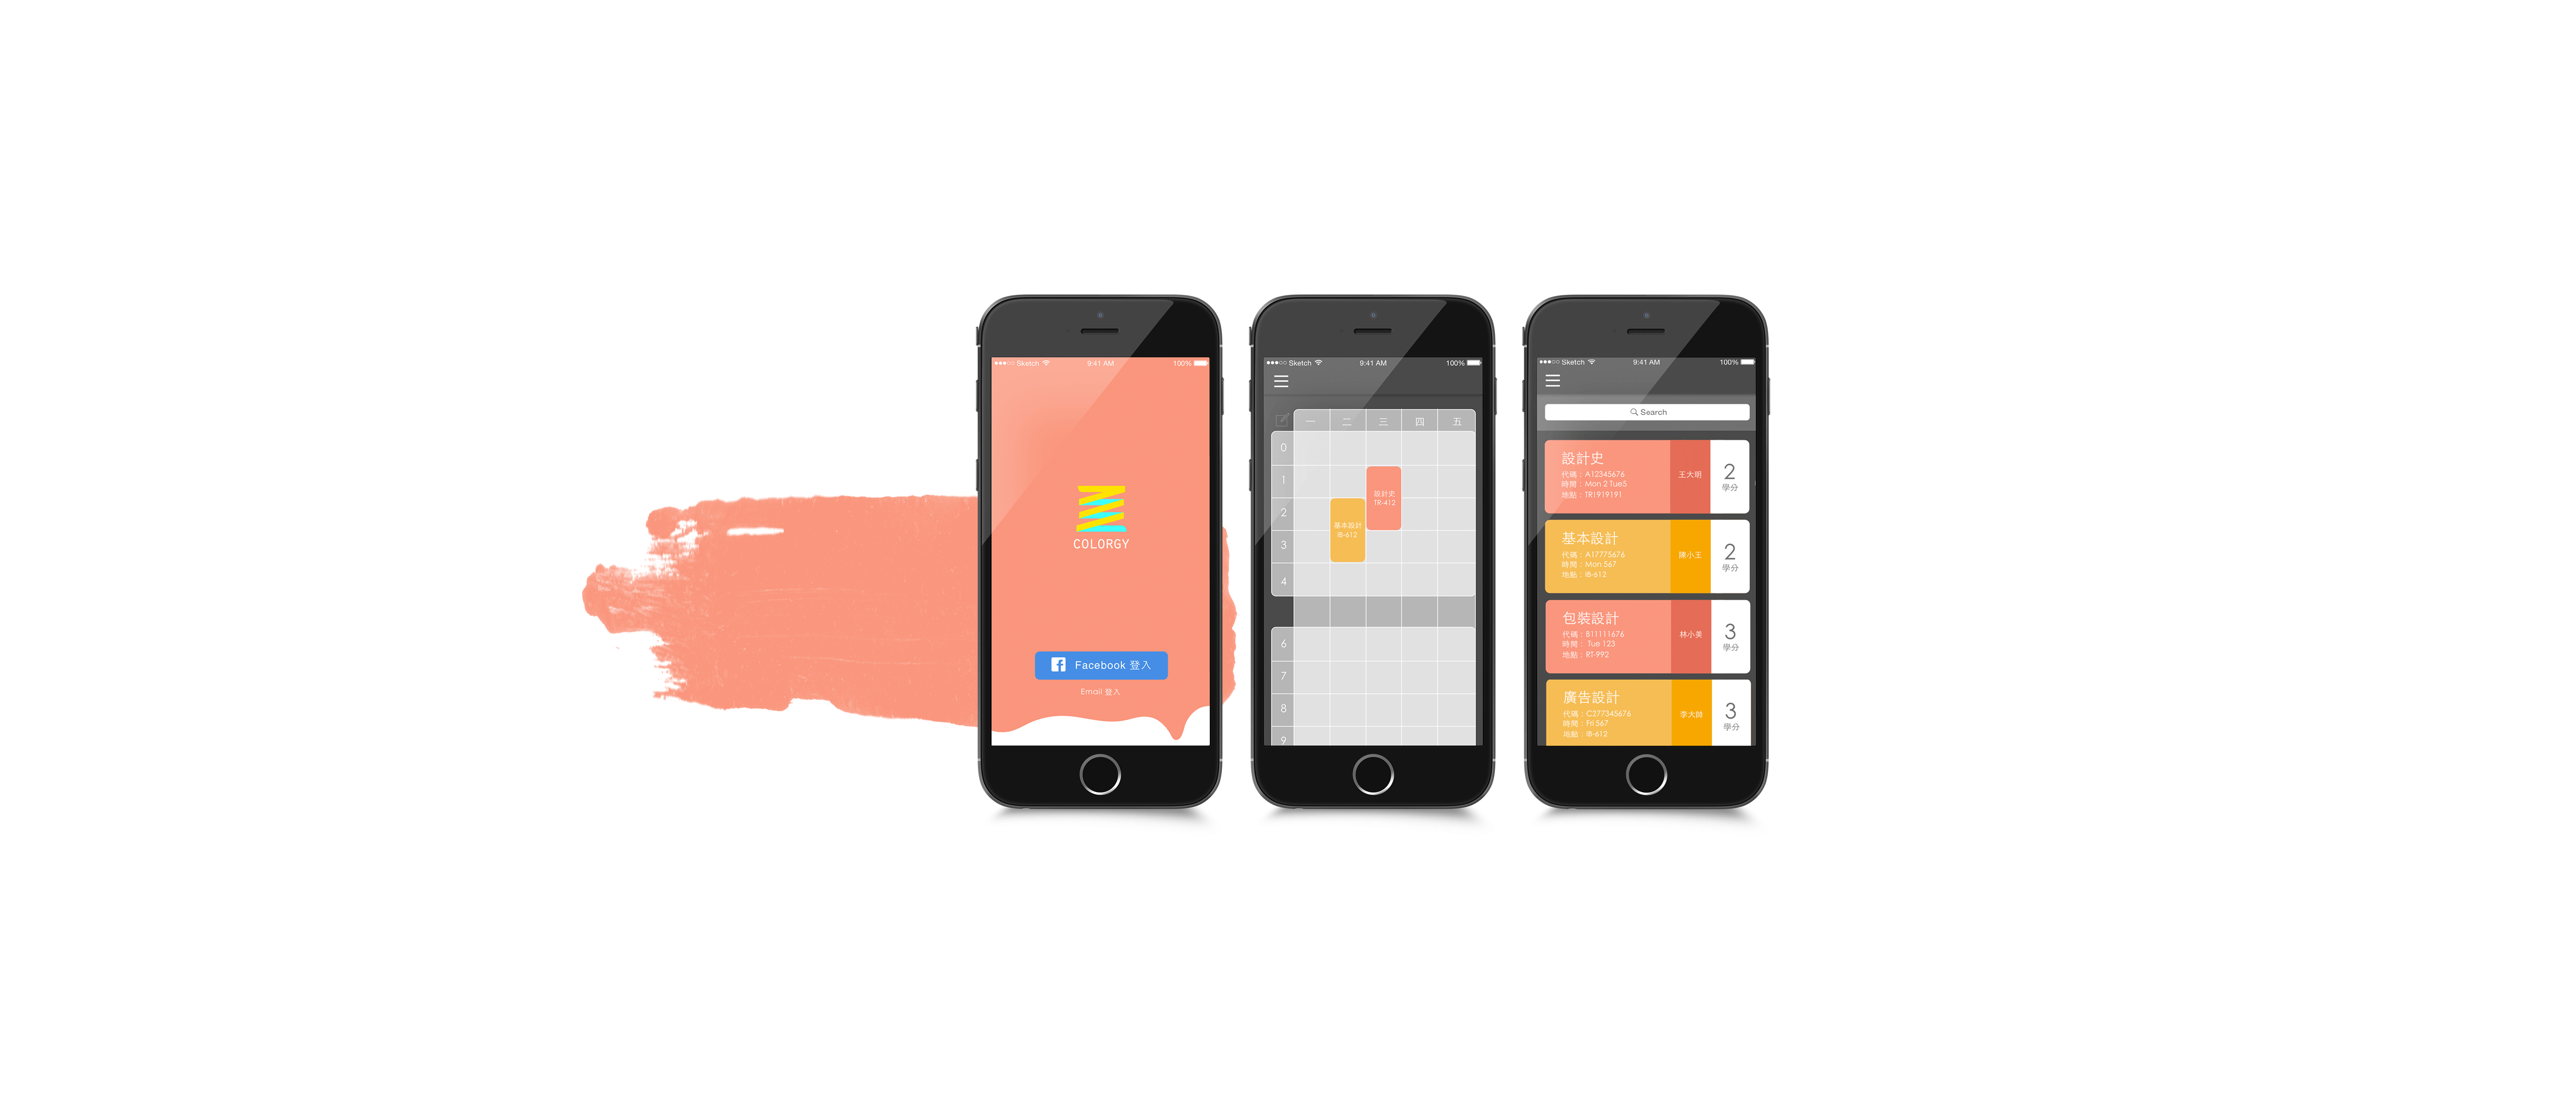 Sketch 9:41 AM 100%
COLORGY
Facebook 登入
Email 登入
Sketch 9:41 AM 100%
一 二 三 四 五
0
1
2
3
4
6
7
8
9
設計史
TR-412
基本設計
IB-612
Sketch 9:41 AM 100%
Search
設計史
代碼：A12345676
時間：Mon 2 Tue5
地點：TR1919191
王大明
2
學分
基本設計
代碼：A17775676
時間：Mon 567
地點：IB-612
陳小王
2
學分
包裝設計
代碼：B11111676
時間： Tue 123
地點：RT-992
林小美
3
學分
廣告設計
代碼：C277345676
時間：Fri 567
地點：IB-612
李大帥
3
學分